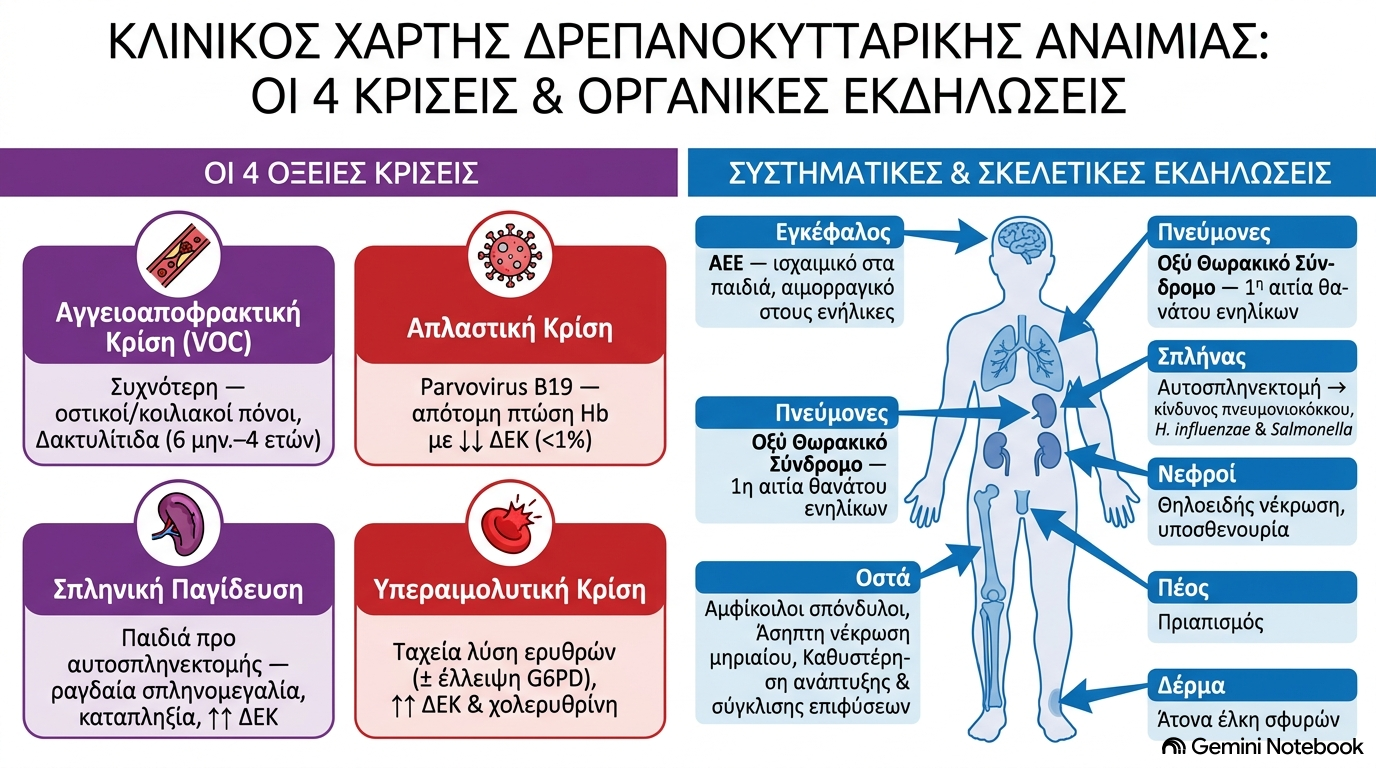 ΚΛΙΝΙΚΟΣ ΧΑΡΤΗΣ ΔΡΕΠΑΝΟΚΥΤΤΑΡΙΚΗΣ ΑΝΑΙΜΙΑΣ:
ΟΙ 4 ΚΡΙΣΕΙΣ & ΟΡΓΑΝΙΚΕΣ ΕΚΔΗΛΩΣΕΙΣ
ΟΙ 4 ΟΞΕΙΕΣ ΚΡΙΣΕΙΣ
Αγγειοαποφρακτική
Κρίση (VOC)
Συχνότερη —
οστικοί/κοιλιακοί πόνοι,
Δακτυλίτιδα (6 μην.–4 ετών)
Απλαστική Κρίση
Parvovirus B19 —
απότομη πτώση Hb
με ↓↓ ΔΕΚ (<1%)
Σπληνική Παγίδευση
Παιδιά προ
αυτοσπληνεκτομής —
ραγδαία σπληνομεγαλία,
καταπληξία, ↑↑ ΔΕΚ
Υπεραιμολυτική Κρίση
Ταχεία λύση ερυθρών
(± έλλειψη G6PD),
↑↑ ΔΕΚ & χολερυθρίνη
ΣΥΣΤΗΜΑΤΙΚΕΣ & ΣΚΕΛΕΤΙΚΕΣ ΕΚΔΗΛΩΣΕΙΣ
Εγκέφαλος
ΑΕΕ — ισχαιμικό στα
παιδιά, αιμορραγικό
στους ενήλικες
Πνεύμονες
Οξύ Θωρακικό
Σύνδρομο —
1η αιτία θανάτου
ενηλίκων
Οστά
Αμφίκοιλοι σπόνδυλοι,
Άσηπτη νέκρωση
μηριαίου, Καθυστέρη-
ση ανάπτυξης &
σύγκλισης επιφύσεων
Πνεύμονες
Οξύ Θωρακικό Σύν-
δρομο — 1η αιτία θα-
νάτου ενηλίκων
Σπλήνας
Αυτοσπληνεκτομή →
κίνδυνος πνευμονιοκόκκου,
H. influenzae & Salmonella
Νεφροί
Θηλοειδής νέκρωση,
υποσθενουρία
Πέος
Πριαπισμός
Δέρμα
Άτονα έλκη σφυρών
Gemini Notebook